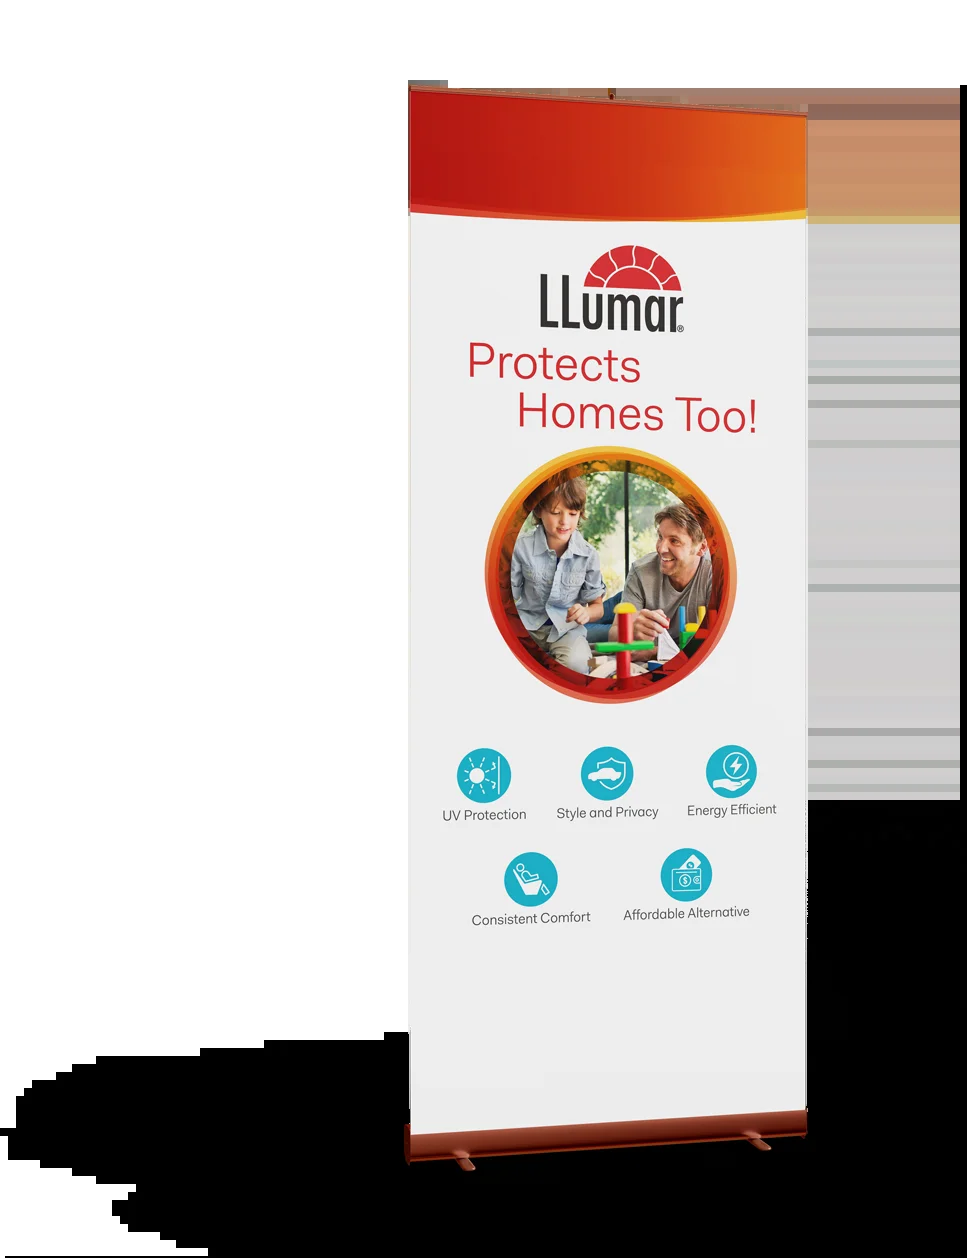 LLumar®
Protects
Homes Too!
UV Protection
Style and Privacy
Energy Efficient
Consistent Comfort
Affordable Alternative